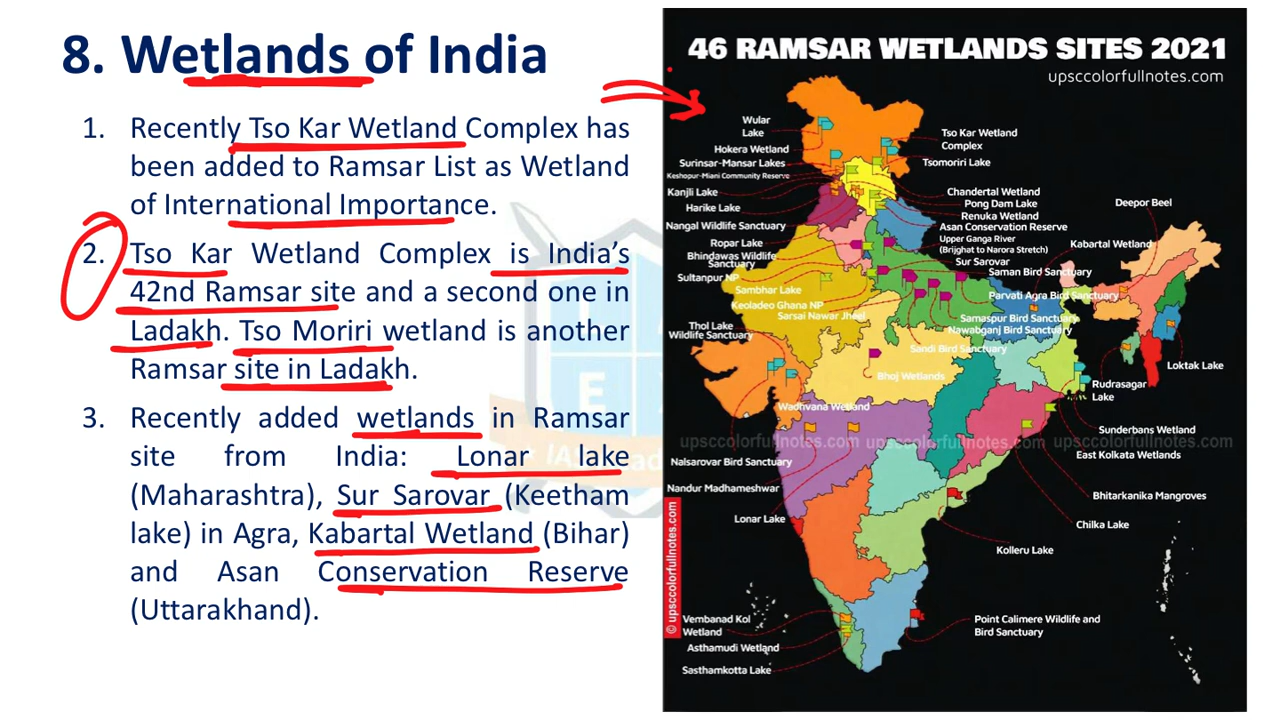 8. Wetlands of India
1. Recently Tso Kar Wetland Complex has
been added to Ramsar List as Wetland
of International Importance.
2. Tso Kar Wetland Complex is India's
42nd Ramsar site and a second one in
Ladakh. Tso Moriri wetland is another
Ramsar site in Ladakh.
3. Recently added wetlands in Ramsar
site from India: Lonar lake
(Maharashtra), Sur Sarovar (Keetham
lake) in Agra, Kabartal Wetland (Bihar)
and Asan Conservation Reserve
(Uttarakhand).
46 RAMSAR WETLANDS SITES 2021
upsccolorfullnotes.com
Wular
Lake
Hokera Wetland
Surinsar-Mansar Lakes
Keshopur-Miani Community Reserve
Kanjli Lake
Harike Lake
Nangal Wildlife Sanctuary
Ropar Lake
Bhindawas Wildlife
Sanctuary
Sultanpur NP
Sambhar Lake
Keoladeo Ghana NP
Sarsai Nawar Jheel
Thol Lake
Wildlife Sanctuary
Tso Kar Wetland
Complex
Tsomoriri Lake
Chandertal Wetland
Pong Dam Lake
Renuka Wetland
Asan Conservation Reserve
Upper Ganga River
(Brijghat to Narora Stretch)
Sur Sarovar
Saman Bird Sanctuary
Parvati Agra Bird Sanctuary
Samaspur Bird Sanctuary
Nawabganj Bird Sanctuary
Sandi Bird Sanctuary
Bhoj Wetlands
Deepor Beel
Kabartal Wetland
Loktak Lake
Rudrasagar
Lake
Wadhvana Wetland
upsccolorfullnotes.com upsccolorfullnotes.com upsccolorfullnotes.com
Sunderbans Wetland
East Kolkata Wetlands
Nalsarovar Bird Sanctuary
Nandur Madhameshwar
Lonar Lake
Bhitarkanika Mangroves
Chilka Lake
Kolleru Lake
© upsccolorfullnotes.com
Vembanad Kol
Wetland
Asthamudi Wetland
Sasthamkotta Lake
Point Calimere Wildlife and
Bird Sanctuary